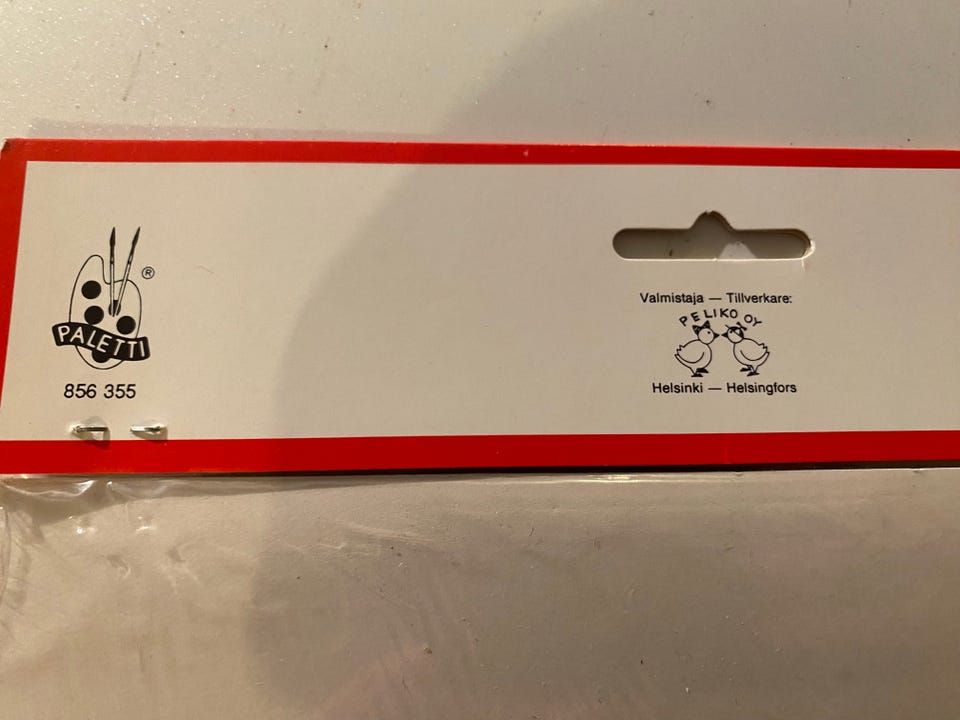 ®
PALETTI
856 355
Valmistaja — Tillverkare:
PELIKO OY
Helsinki — Helsingfors